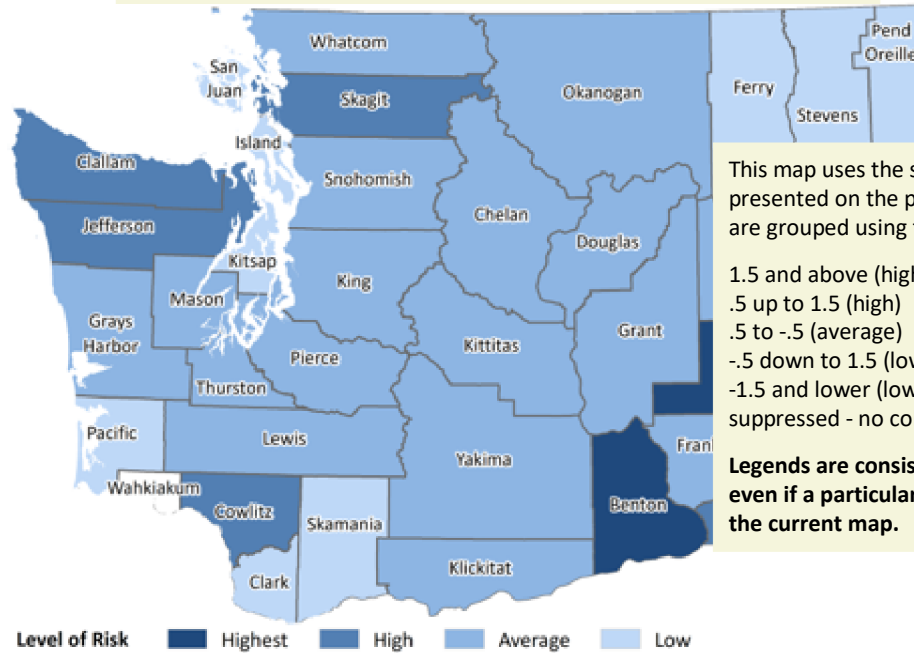 Whatcom
Pend
Oreille
San
Juan
Skagit
Okanogan
Ferry
Stevens
Island
Clallam
Snohomish
This map uses the s
presented on the p
are grouped using
Chelan
Jefferson
Douglas
Kitsap
King
1.5 and above (high
.5 up to 1.5 (high)
.5 to -.5 (average)
-.5 down to 1.5 (lov
-1.5 and lower (low
suppressed - no co
Mason
Grays
Harbor
Grant
Pierce
Kittitas
Thurston
Pacific
Lewis
Yakima
Frank
Legends are consis
even if a particular
the current map.
Wahkiakum
Cowlitz
Skamania
Benton
Clark
Klickitat
Level of Risk Highest High Average Low